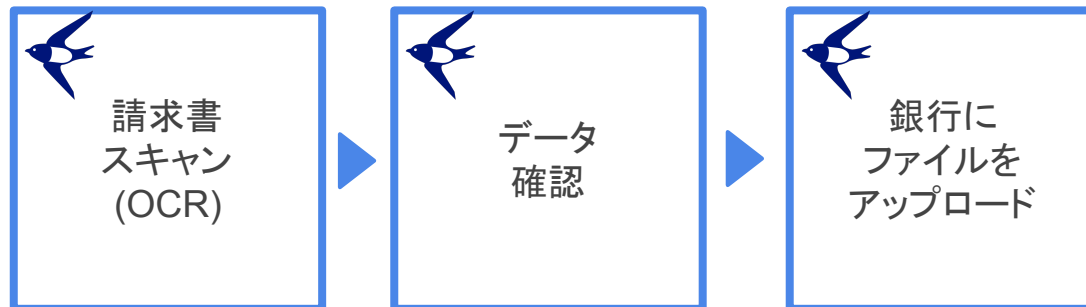 請求書
スキャン
(OCR)
データ
確認
銀行に
ファイルを
アップロード